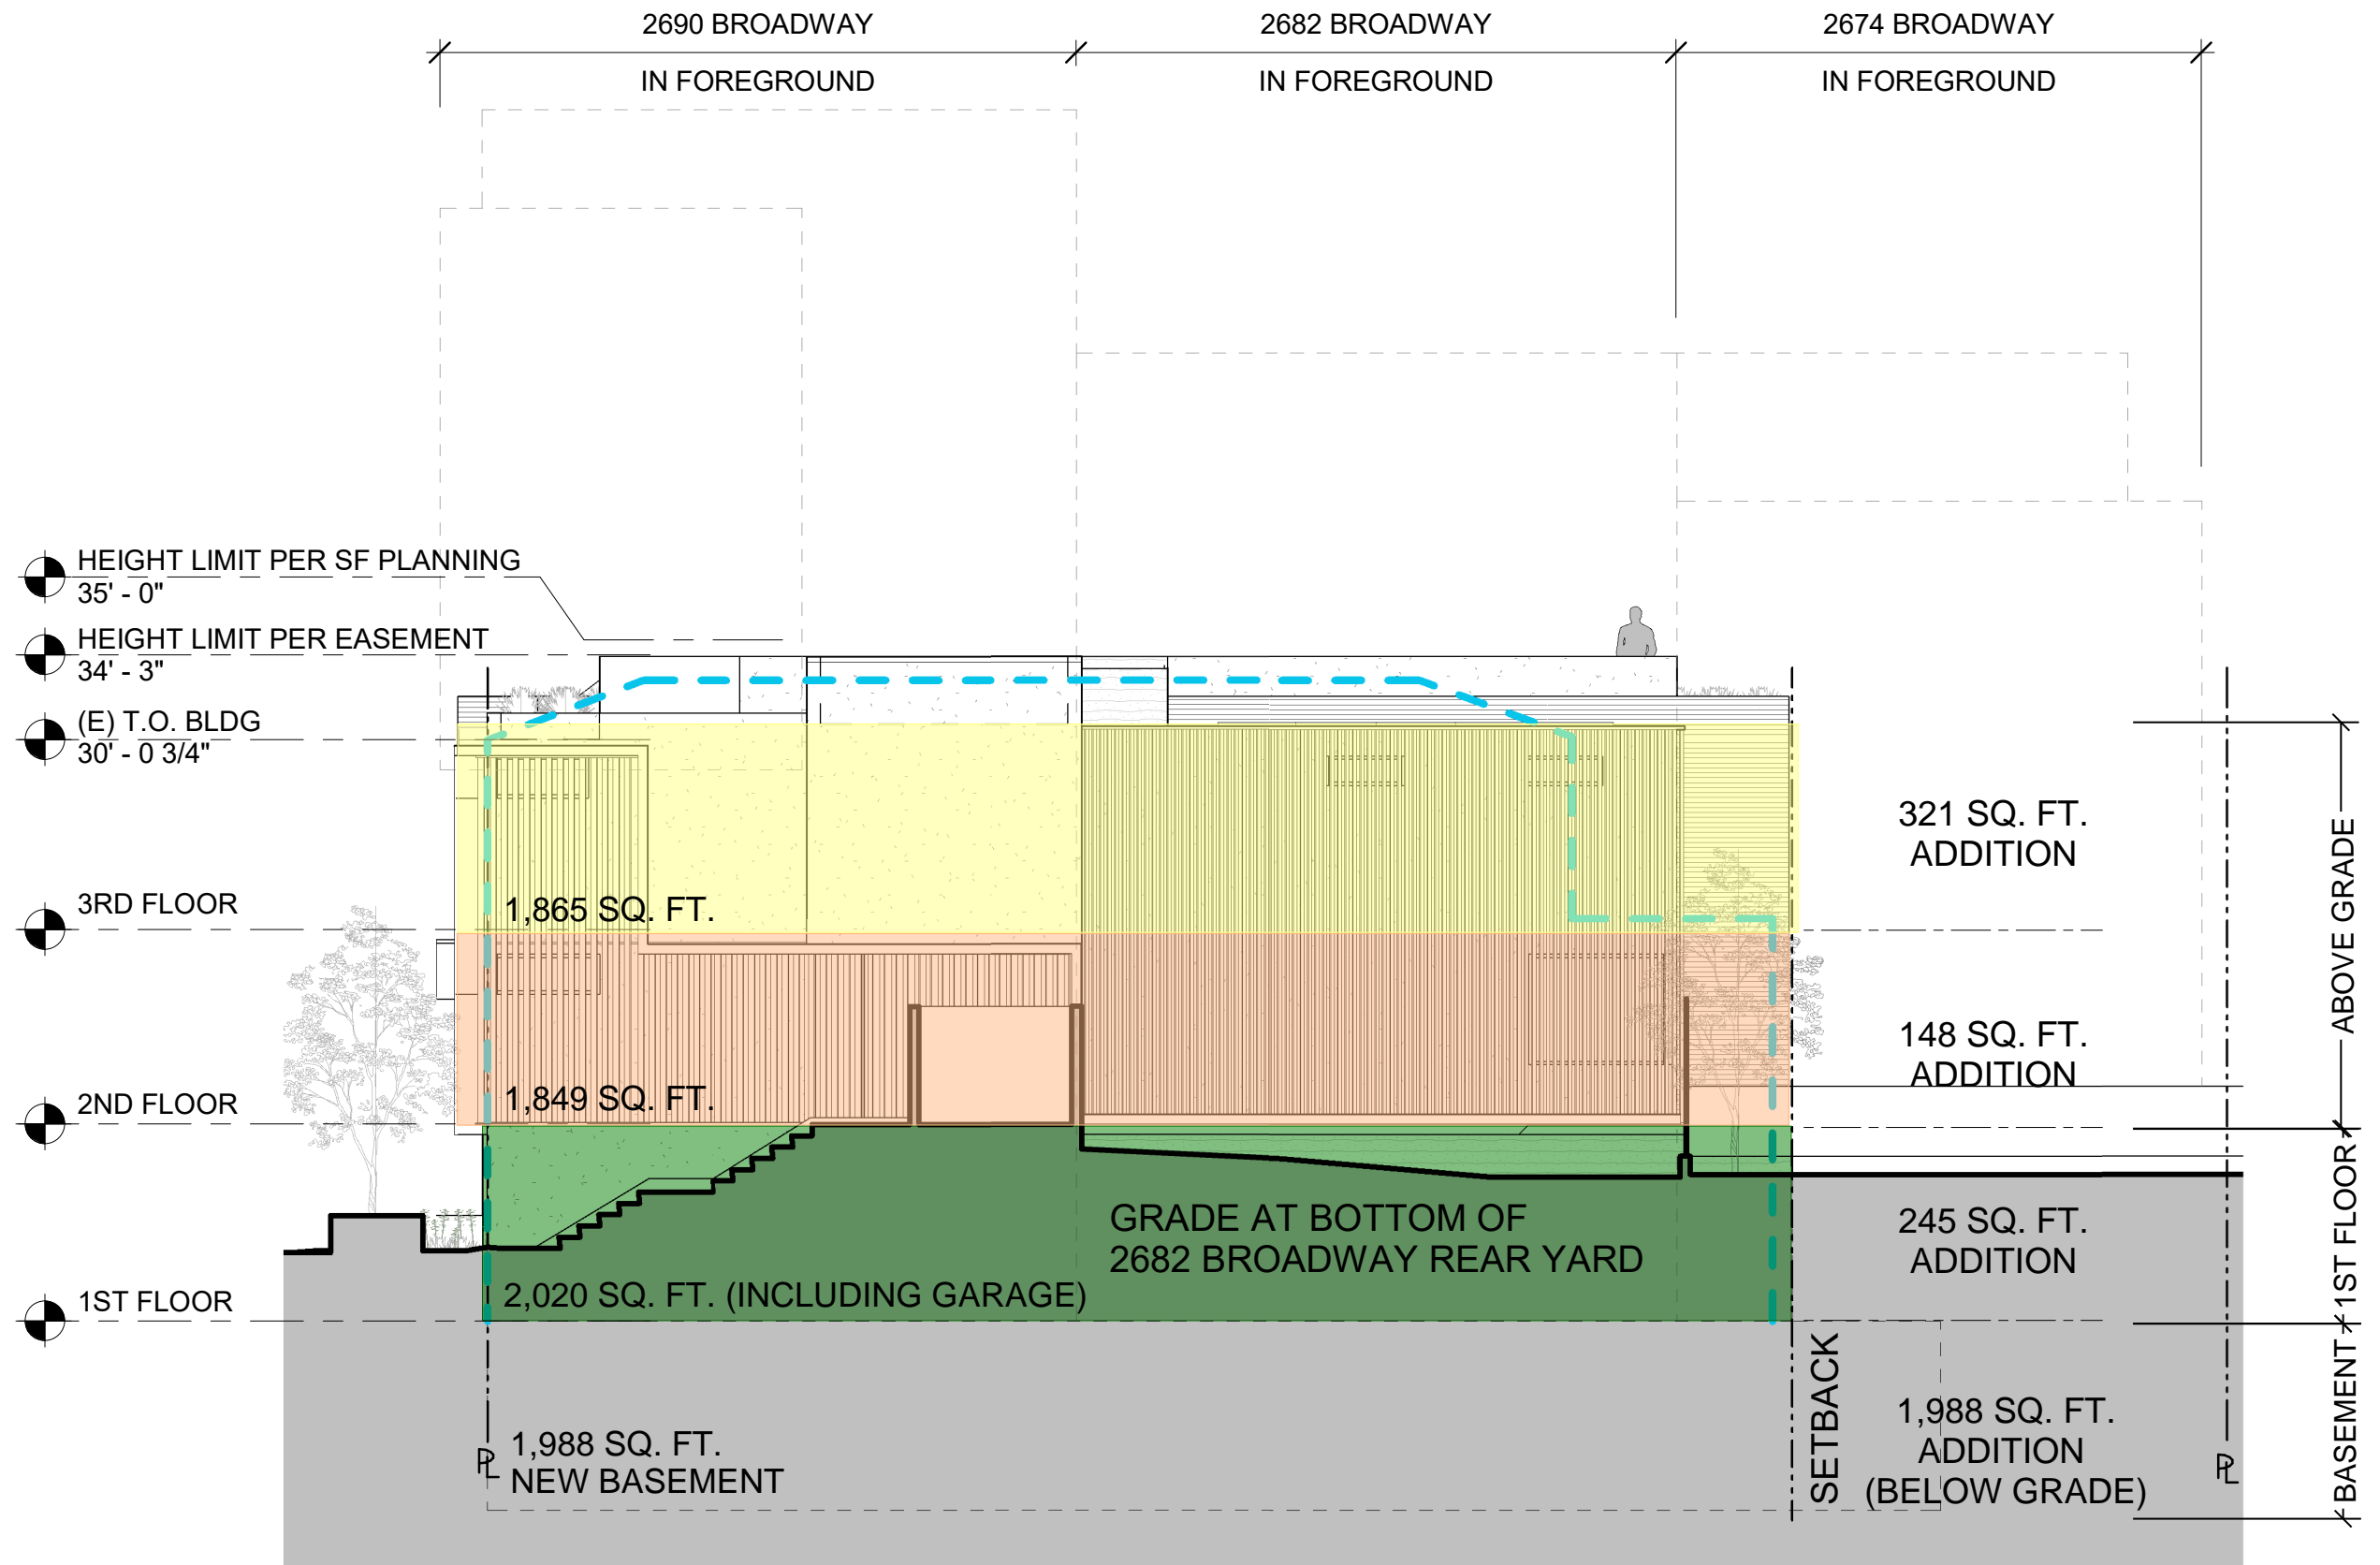 2690 BROADWAY
IN FOREGROUND
2682 BROADWAY
IN FOREGROUND
2674 BROADWAY
IN FOREGROUND
HEIGHT LIMIT PER SF PLANNING
35' - 0"
HEIGHT LIMIT PER EASEMENT
34' - 3"
(E) T.O. BLDG
30' - 0 3/4"
3RD FLOOR
2ND FLOOR
1ST FLOOR
1,865 SQ. FT.
1,849 SQ. FT.
2,020 SQ. FT. (INCLUDING GARAGE)
GRADE AT BOTTOM OF
2682 BROADWAY REAR YARD
1,988 SQ. FT.
NEW BASEMENT
PL
SETBACK
321 SQ. FT.
ADDITION
148 SQ. FT.
ADDITION
245 SQ. FT.
ADDITION
1,988 SQ. FT.
ADDITION
(BELOW GRADE)
PL
ABOVE GRADE
1ST FLOOR
BASEMENT